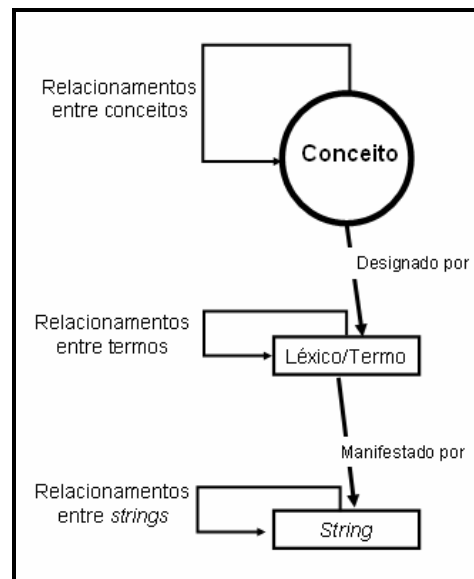 Relacionamentos
entre conceitos
Conceito
Designado por
Relacionamentos
entre termos
Léxico/Termo
Manifestado por
Relacionamentos
entre strings
String